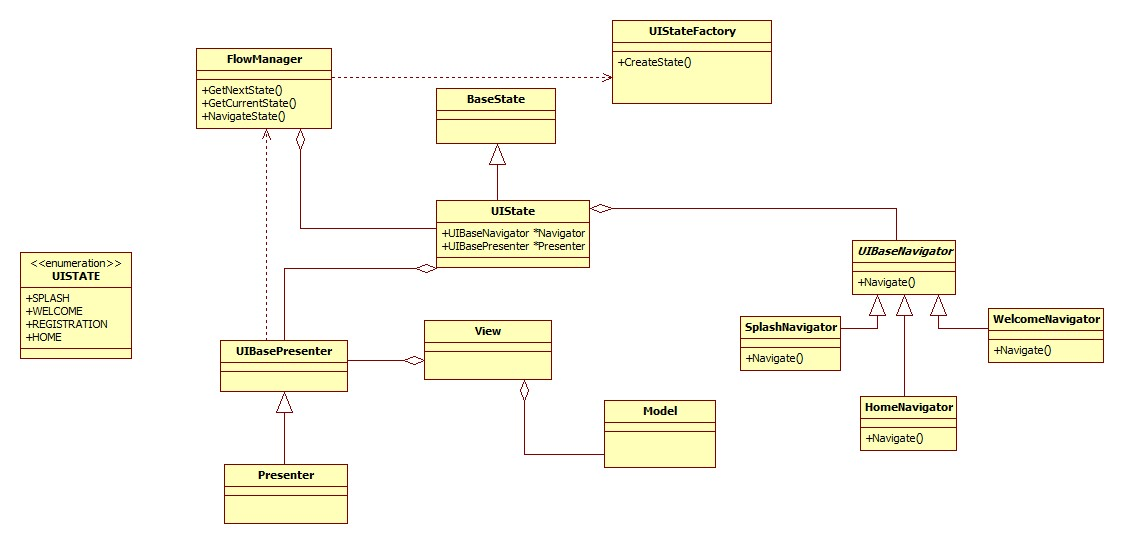 UIStateFactory
+CreateState()
FlowManager
+GetNextState()
+GetCurrentState()
+NavigateState()
BaseState
UIState
+UIBaseNavigator *Navigator
+UIBasePresenter *Presenter
UIBaseNavigator
+Navigate()
<<enumeration>>
UISTATE
+SPLASH
+WELCOME
+REGISTRATION
+HOME
SplashNavigator
+Navigate()
WelcomeNavigator
+Navigate()
View
UIBasePresenter
HomeNavigator
+Navigate()
Model
Presenter